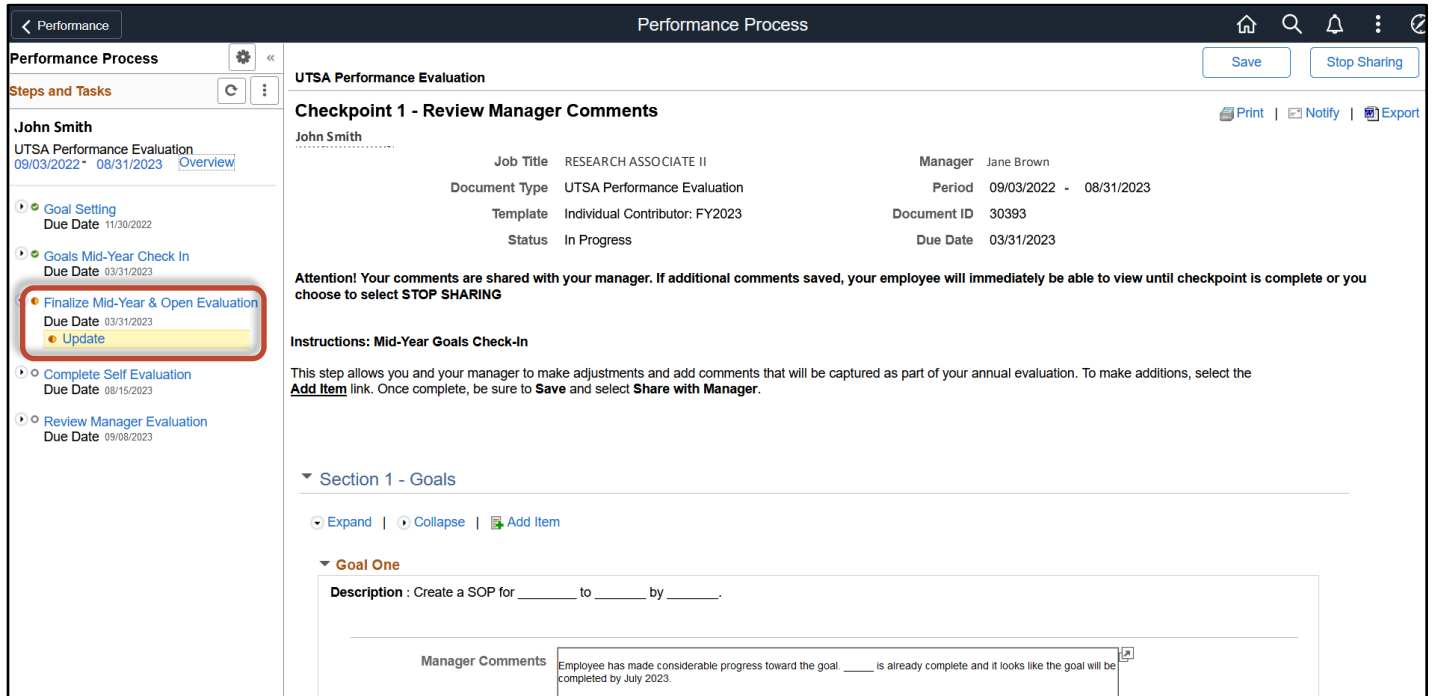 Performance
Performance Process
Performance Process
«
Steps and Tasks
John Smith
UTSA Performance Evaluation
09/03/2022 - 08/31/2023 Overview
Goal Setting
Due Date 11/30/2022
Goals Mid-Year Check In
Due Date 03/31/2023
Finalize Mid-Year & Open Evaluation
Due Date 03/31/2023
Update
Complete Self Evaluation
Due Date 08/15/2023
Review Manager Evaluation
Due Date 09/08/2023
Save Stop Sharing
UTSA Performance Evaluation
Checkpoint 1 - Review Manager Comments
Print | Notify | Export
John Smith
Job Title RESEARCH ASSOCIATE II Manager Jane Brown
Document Type UTSA Performance Evaluation Period 09/03/2022 - 08/31/2023
Template Individual Contributor: FY2023 Document ID 30393
Status In Progress Due Date 03/31/2023
Attention! Your comments are shared with your manager. If additional comments saved, your employee will immediately be able to view until checkpoint is complete or you
choose to select STOP SHARING
Instructions: Mid-Year Goals Check-In
This step allows you and your manager to make adjustments and add comments that will be captured as part of your annual evaluation. To make additions, select the
Add Item link. Once complete, be sure to Save and select Share with Manager.
Section 1 - Goals
Expand | Collapse | Add Item
Goal One
Description : Create a SOP for ________ to _______ by _______.
Manager Comments
Employee has made considerable progress toward the goal. _____ is already complete and it looks like the goal will be
completed by July 2023.